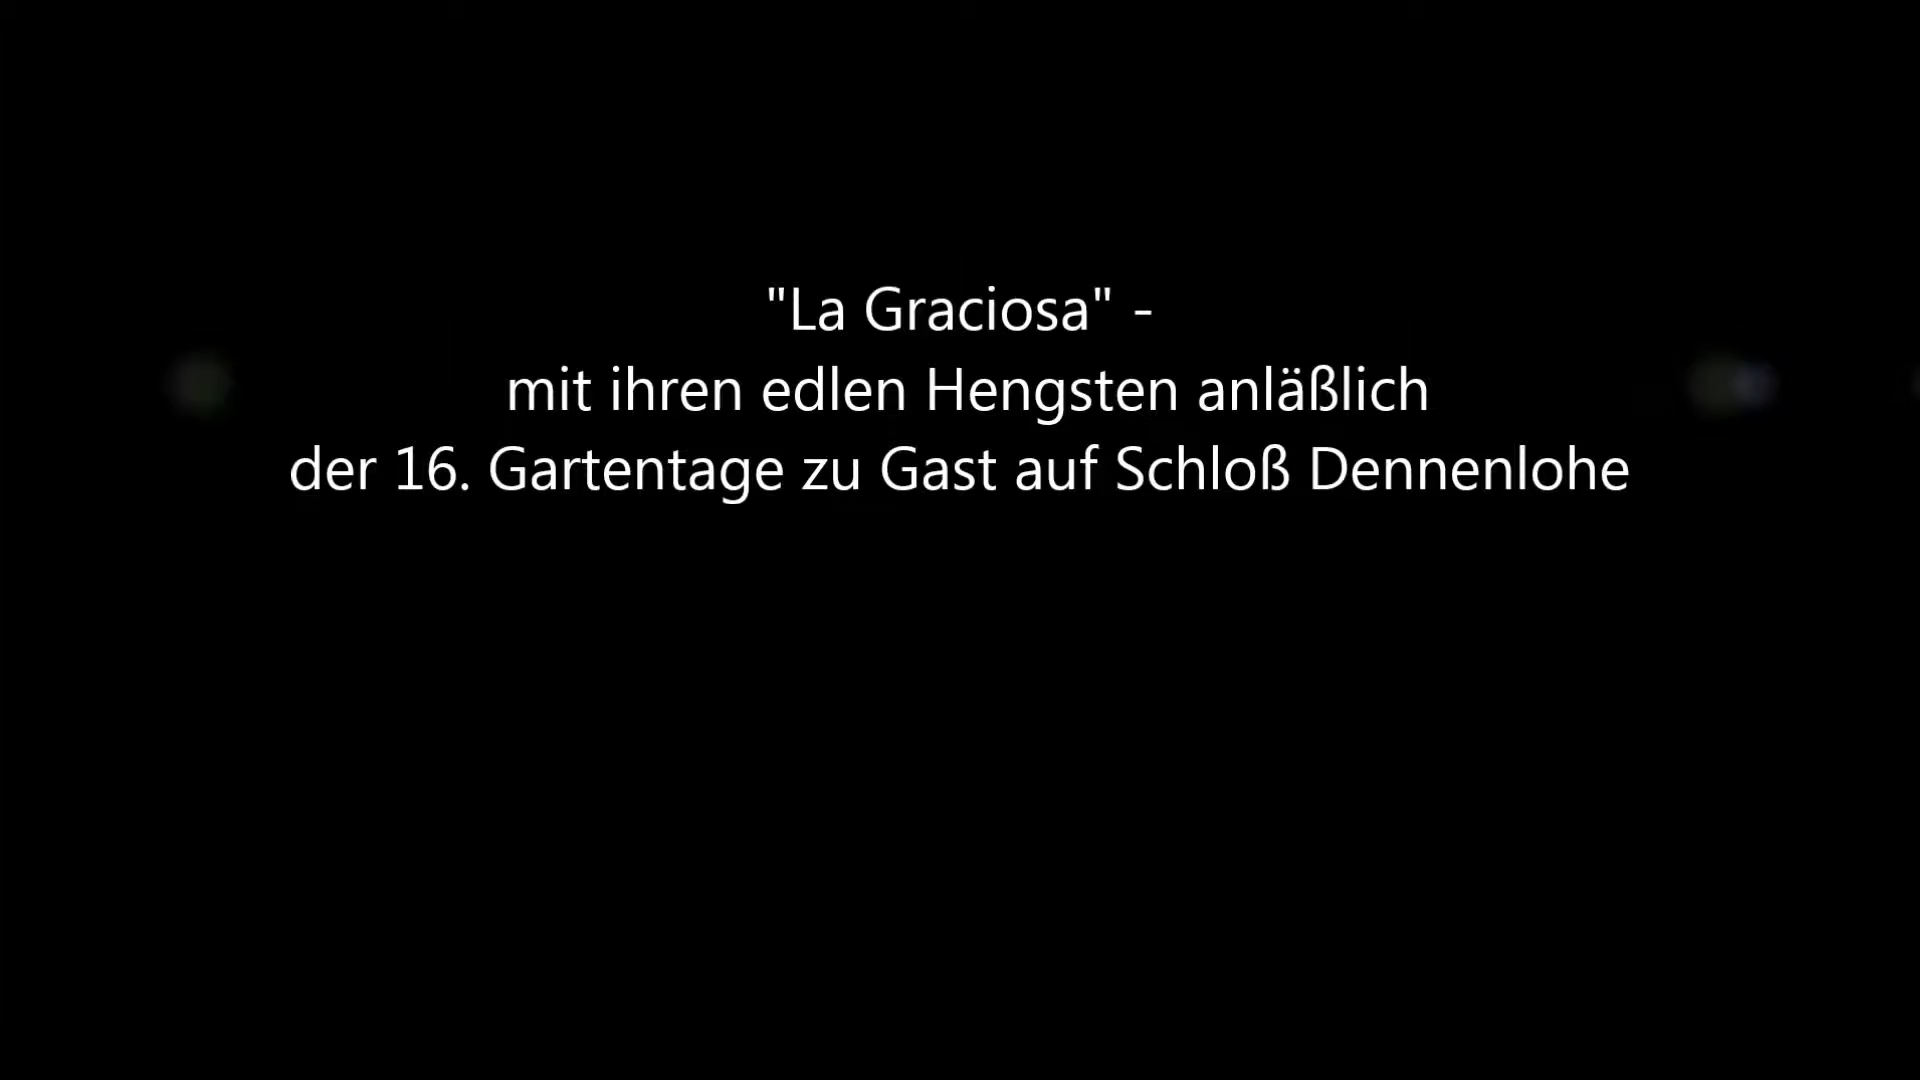 "La Graciosa" -
mit ihren edlen Hengsten anläßlich
der 16. Gartentage zu Gast auf Schloß Dennenlohe